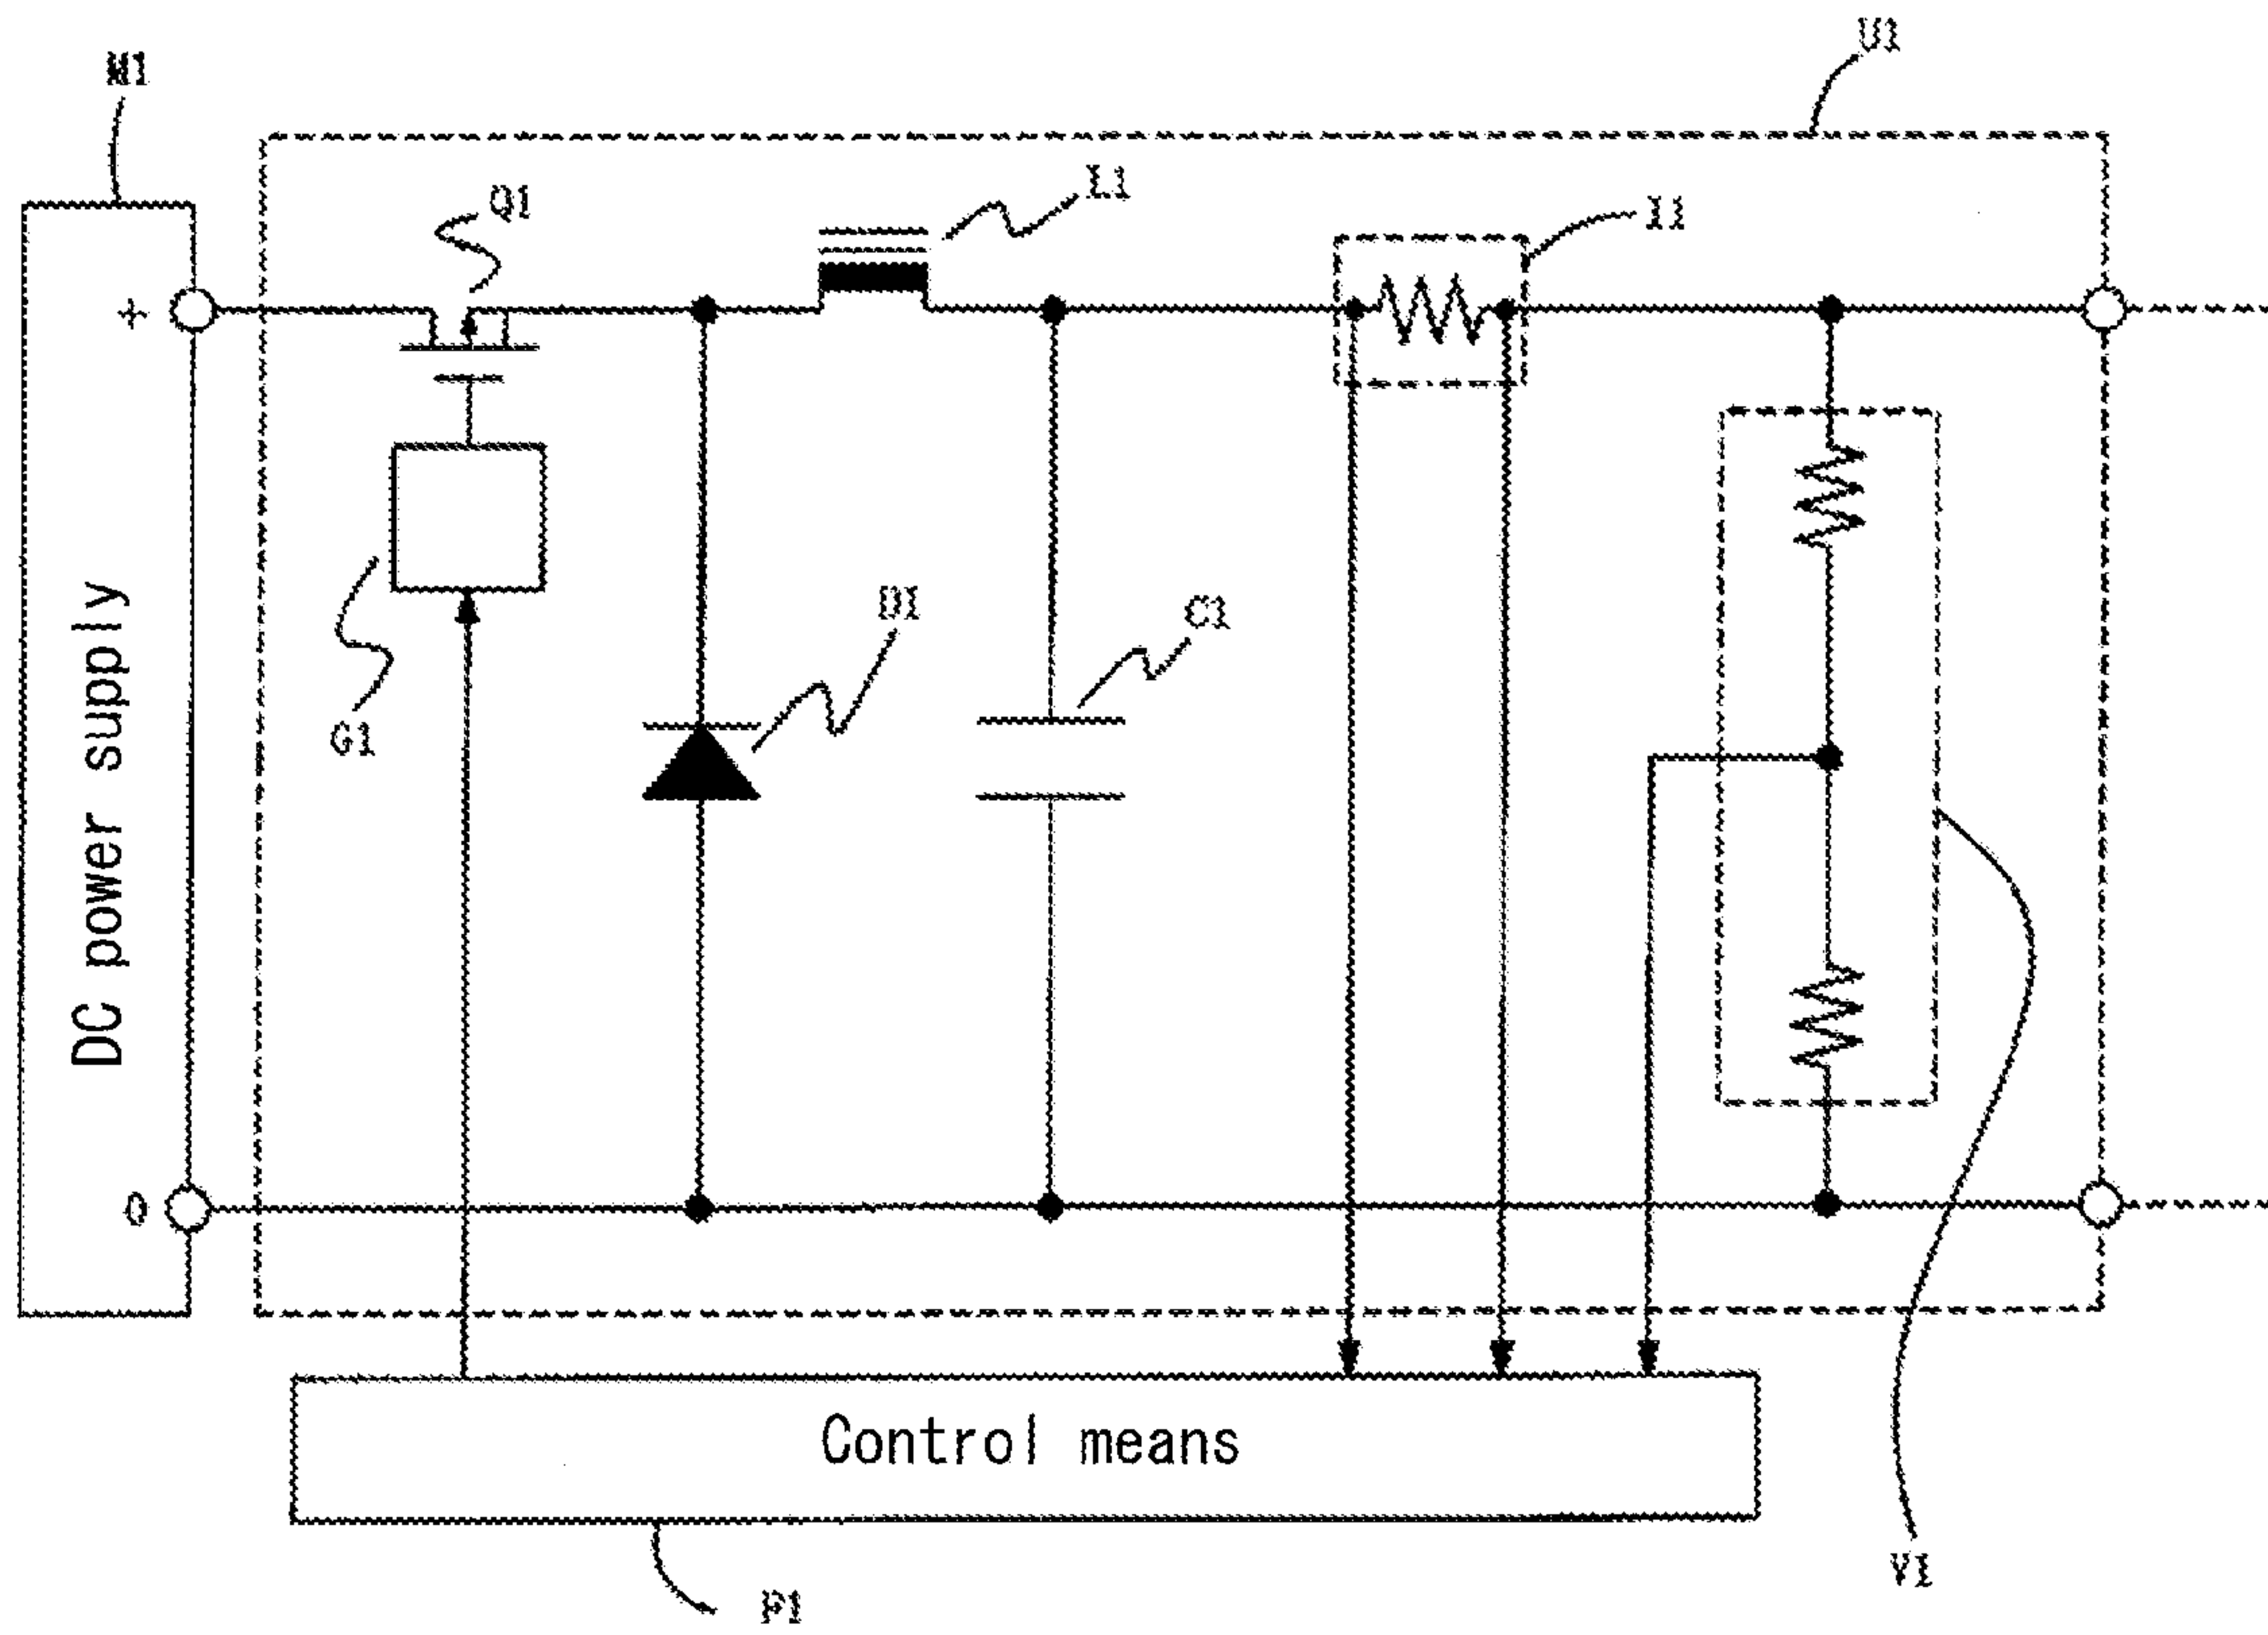 U1
M1
L1
Q1
I1
+
D1
C1
G1
DC power supply
0
Control means
V1
P1